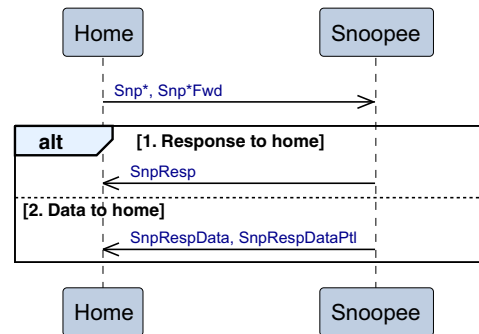 Home Snoopee
Snp*, Snp*Fwd
alt [1. Response to home]
SnpResp
[2. Data to home]
SnpRespData, SnpRespDataPtl
Home Snoopee